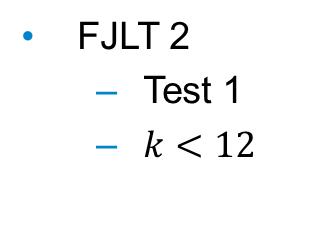 • FJLT 2
– Test 1
– k < 12